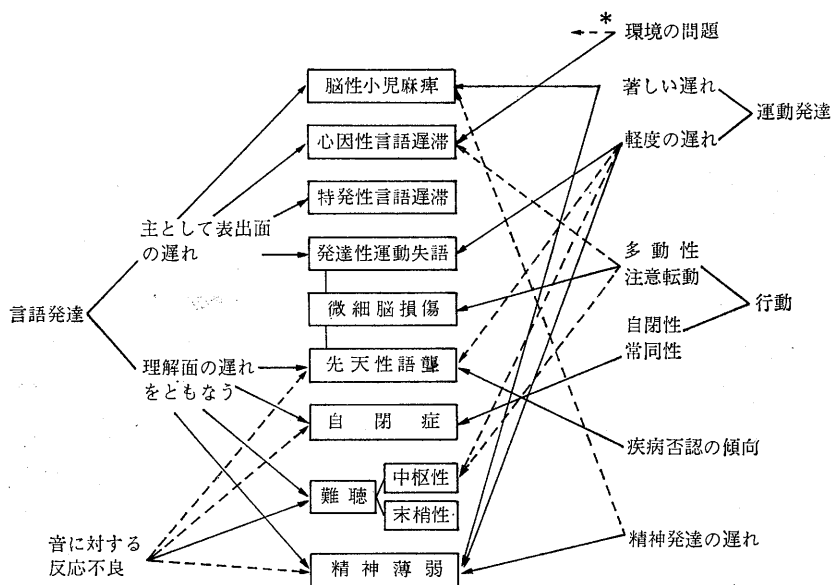 *
環境の問題
脳性小児麻痺
著しい遅れ
運動発達
心因性言語遅滞
軽度の遅れ
特発性言語遅滞
主として表出面
の遅れ
発達性運動失語
多動性
注意転動
微細脳損傷
行動
言語発達
自閉性
常同性
理解面の遅れ
をともなう
先天性語聾
自閉症
疾病否認の傾向
難聴
中枢性
末梢性
音に対する
反応不良
精神発達の遅れ
精神薄弱